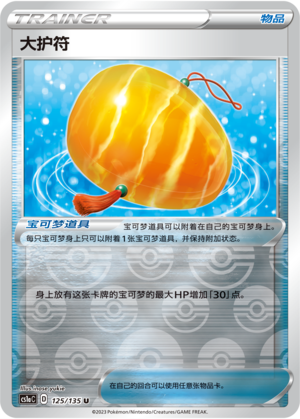 TRAINER 物品
大护符
宝可梦道具 宝可梦道具可以附着在自己的宝可梦身上。
每只宝可梦身上只可以附着1张宝可梦道具，并保持附加状态。
身上放有这张卡牌的宝可梦的最大HP增加「30」点。
Illus. inose yukie
CS1aC D 125/135 U
在自己的回合可以使用任意张物品卡。
©2023 Pokémon/Nintendo/Creatures/GAME FREAK.